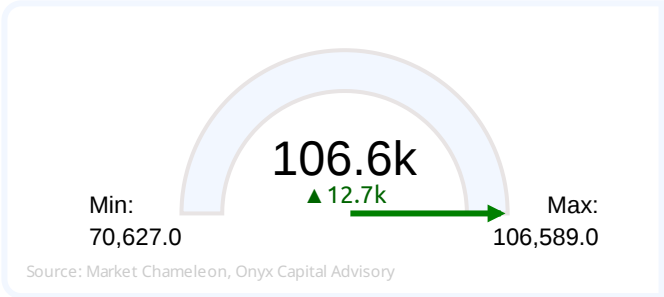 106.6k
▲12.7k
Min:
70,627.0
Max:
106,589.0
Source: Market Chameleon, Onyx Capital Advisory